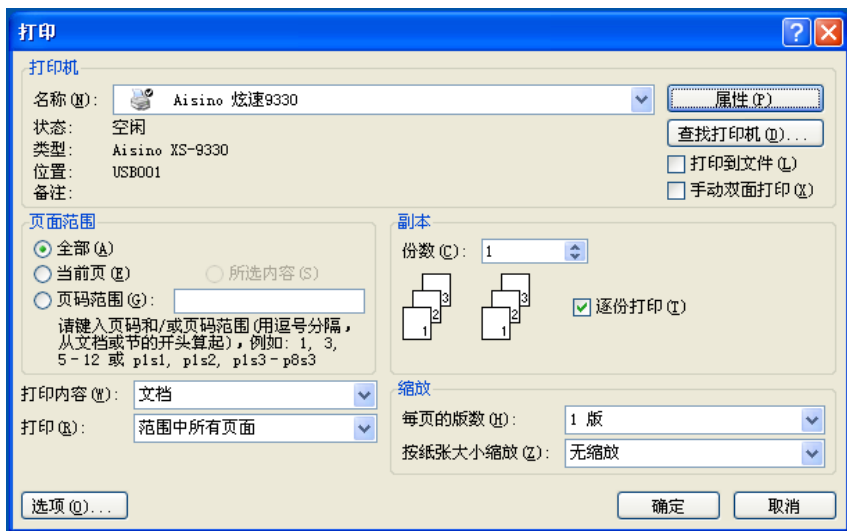 打印
打印机
名称(N): Aisino 炫速9330 属性(P)
状态: 空闲 查找打印机(D)...
类型: Aisino XS-9330 打印到文件(L)
位置: USB001 手动双面打印(X)
备注:
页面范围
全部(A)
当前页(E) 所选内容(S)
页码范围(G):
请键入页码和/或页码范围(用逗号分隔，
从文档或节的开头算起)，例如: 1, 3,
5-12 或 p1s1, p1s2, p1s3-p8s3
副本
份数(C): 1
1 2 3 1 2 3 逐份打印(T)
打印内容(W): 文档
打印(R): 范围中所有页面
缩放
每页的版数(H): 1 版
按纸张大小缩放(Z): 无缩放
选项(O)... 确定 取消